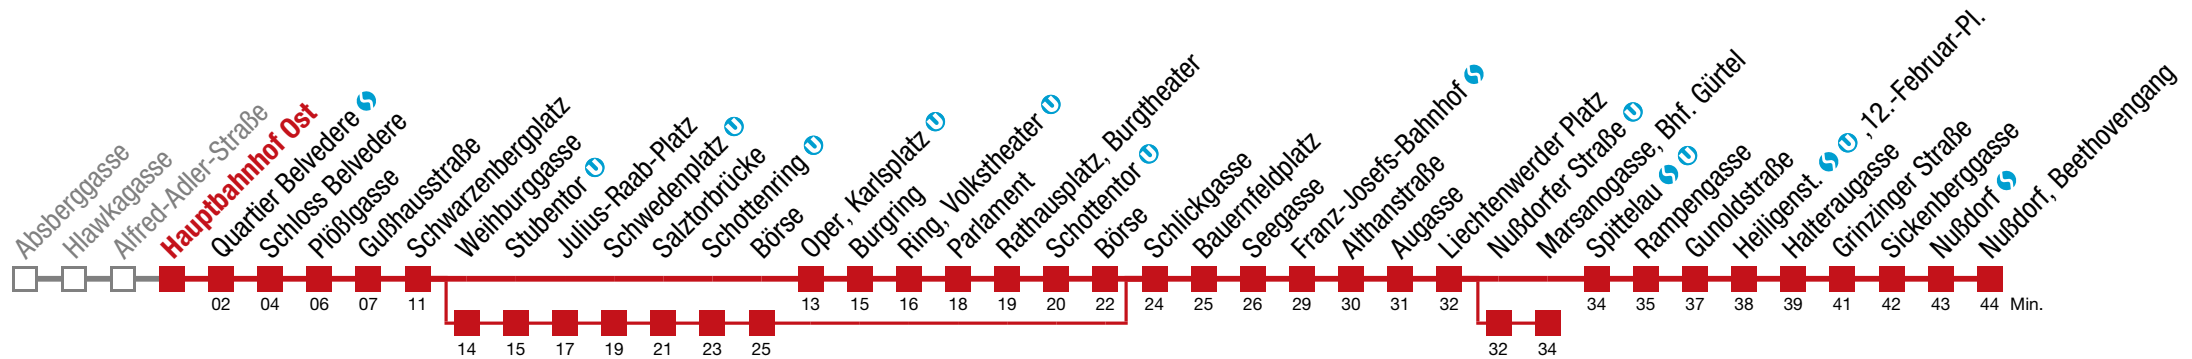 Absberggasse
Hlawkagasse
Alfred-Adler-Straße
Hauptbahnhof Ost
Quartier Belvedere S
Schloss Belvedere
Plößlgasse
Gußhausstraße
Schwarzenbergplatz
Weihburggasse
Stubentor U
Julius-Raab-Platz
Schwedenplatz U
Salztorbrücke
Schottenring U
Börse
Oper, Karlsplatz U
Burgring
Ring, Volkstheater U
Parlament
Rathausplatz, Burgtheater
Schottentor U
Börse
Schlickgasse
Bauernfeldplatz
Seegasse
Franz-Josefs-Bahnhof S
Althanstraße
Augasse
Liechtenwerder Platz
Nußdorfer Straße U
Marsanogasse, Bhf. Gürtel
Spittelau S U
Rampengasse
Gunoldstraße
Heiligenst. S U ,12.-Februar-Pl.
Halteraugasse
Grinzinger Straße
Sickenberggasse
Nußdorf S
Nußdorf, Beethovengang
02 04 06 07 11 13 15 16 18 19 20 22 24 25 26 29 30 31 32 34 35 37 38 39 41 42 43 44 Min.
14 15 17 19 21 23 25 32 34